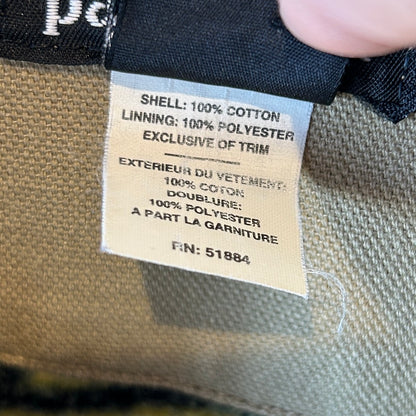 SHELL: 100% COTTON
LINNING: 100% POLYESTER
EXCLUSIVE OF TRIM
EXTERIEUR DU VETEMENT:
100% COTON
DOUBLURE:
100% POLYESTER
A PART LA GARNITURE
RN: 51884